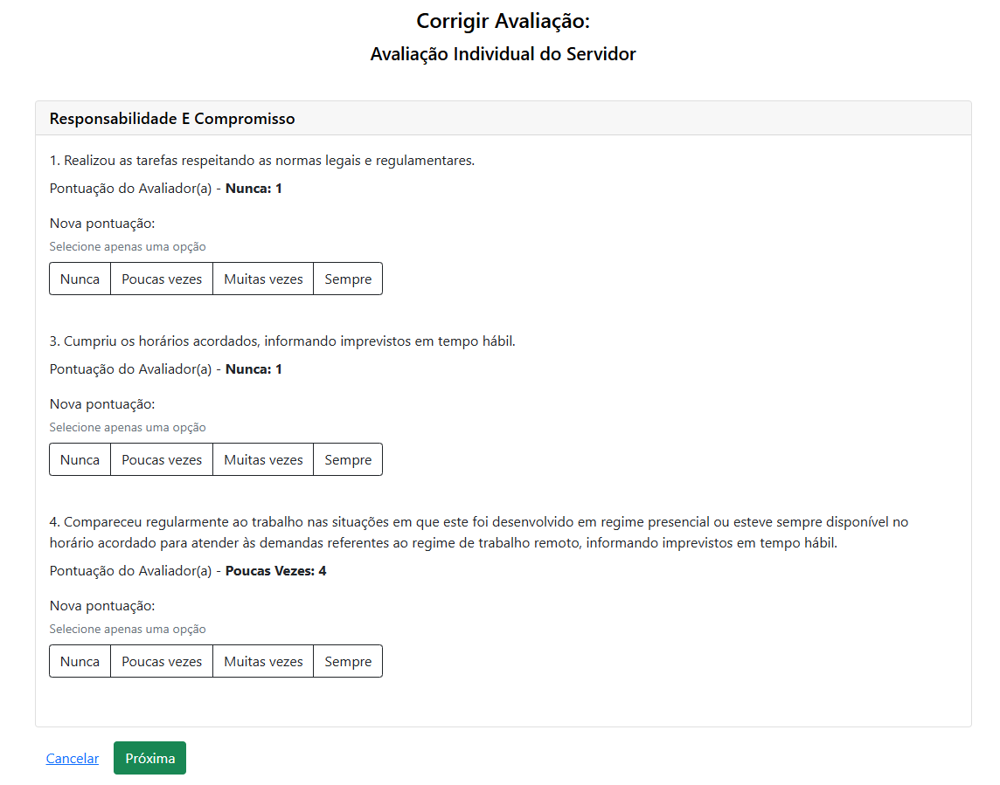 Corrigir Avaliação:
Avaliação Individual do Servidor
Responsabilidade E Compromisso
1. Realizou as tarefas respeitando as normas legais e regulamentares.
Pontuação do Avaliador(a) - Nunca: 1
Nova pontuação:
Selecione apenas uma opção
Nunca Poucas vezes Muitas vezes Sempre
3. Cumpriu os horários acordados, informando imprevistos em tempo hábil.
Pontuação do Avaliador(a) - Nunca: 1
Nova pontuação:
Selecione apenas uma opção
Nunca Poucas vezes Muitas vezes Sempre
4. Compareceu regularmente ao trabalho nas situações em que este foi desenvolvido em regime presencial ou esteve sempre disponível no
horário acordado para atender às demandas referentes ao regime de trabalho remoto, informando imprevistos em tempo hábil.
Pontuação do Avaliador(a) - Poucas Vezes: 4
Nova pontuação:
Selecione apenas uma opção
Nunca Poucas vezes Muitas vezes Sempre
Cancelar Próxima